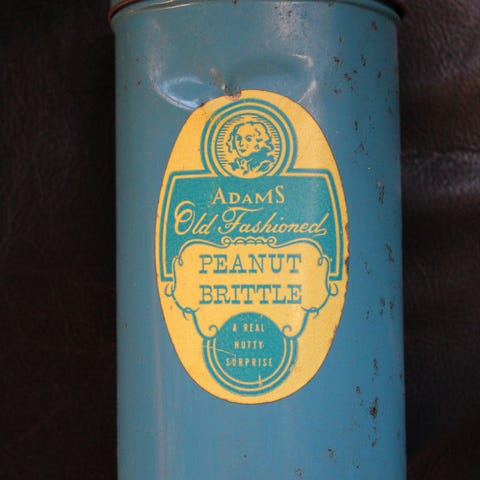 ADAMS
Old Fashioned
PEANUT
BRITTLE
A REAL
NUTTY
SURPRISE